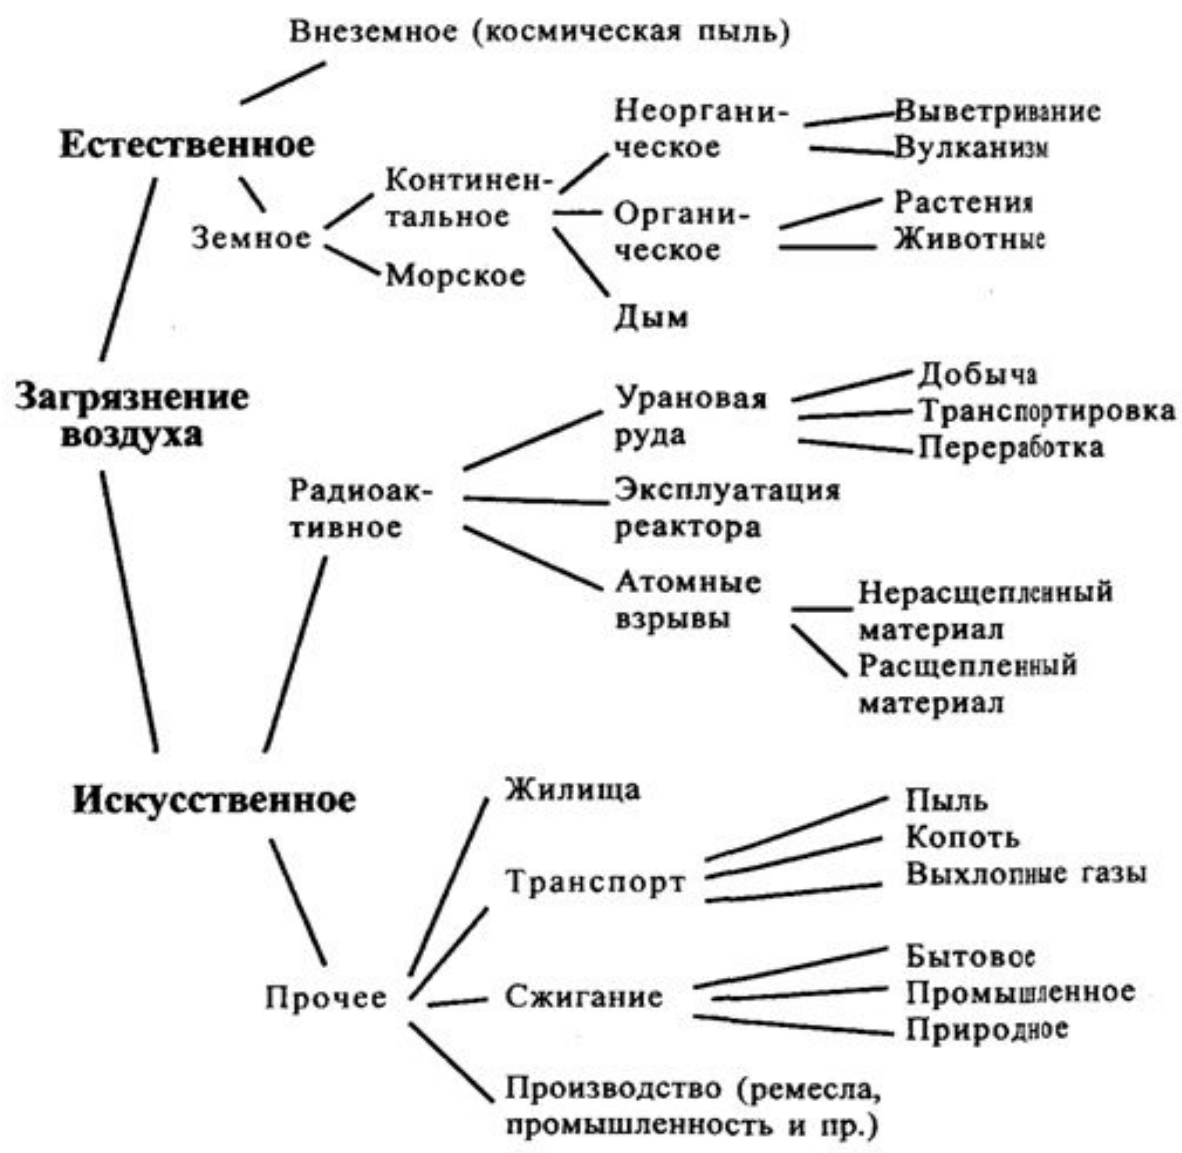 Внеземное (космическая пыль)
Естественное
Земное
Континен-
тальное
Морское
Неоргани-
ческое
Выветривание
Вулканизм
Органи-
ческое
Растения
Животные
Дым
Загрязнение
воздуха
Радиоак-
тивное
Урановая
руда
Добыча
Транспортировка
Переработка
Эксплуатация
реактора
Атомные
взрывы
Нерасщепленный
материал
Расщепленный
материал
Искусственное
Прочее
Жилища
Транспорт
Пыль
Копоть
Выхлопные газы
Сжигание
Бытовое
Промышленное
Природное
Производство (ремесла,
промышленность и пр.)